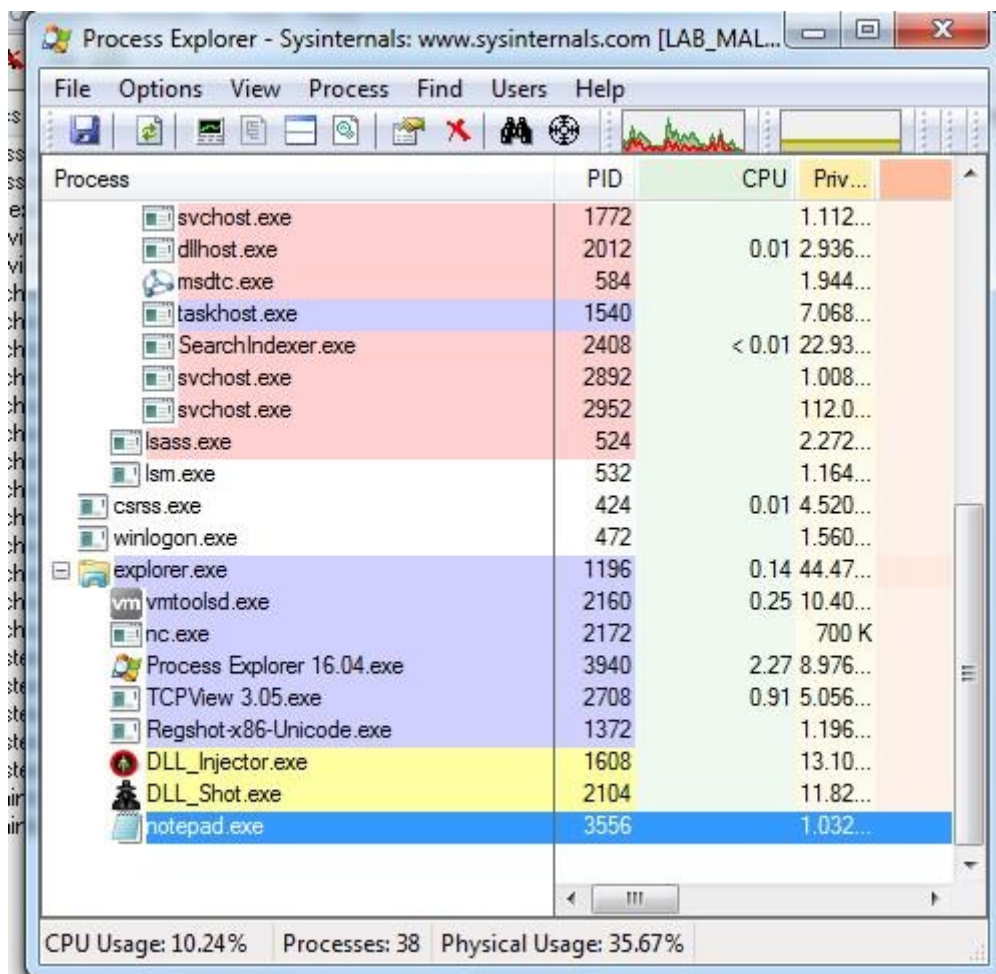 Process Explorer - Sysinternals: www.sysinternals.com [LAB_MAL...
File Options View Process Find Users Help
Process PID CPU Priv...
svchost.exe 1772 1.112...
dllhost.exe 2012 0.01 2.936...
msdtc.exe 584 1.944...
taskhost.exe 1540 7.068...
SearchIndexer.exe 2408 < 0.01 22.93...
svchost.exe 2892 1.008...
svchost.exe 2952 112.0...
lsass.exe 524 2.272...
lsm.exe 532 1.164...
csrss.exe 424 0.01 4.520...
winlogon.exe 472 1.560...
explorer.exe 1196 0.14 44.47...
vm vmtoolsd.exe 2160 0.25 10.40...
nc.exe 2172 700 K
Process Explorer 16.04.exe 3940 2.27 8.976...
TCPView 3.05.exe 2708 0.91 5.056...
Regshot-x86-Unicode.exe 1372 1.196...
DLL_Injector.exe 1608 13.10...
DLL_Shot.exe 2104 11.82...
notepad.exe 3556 1.032...
CPU Usage: 10.24% Processes: 38 Physical Usage: 35.67%